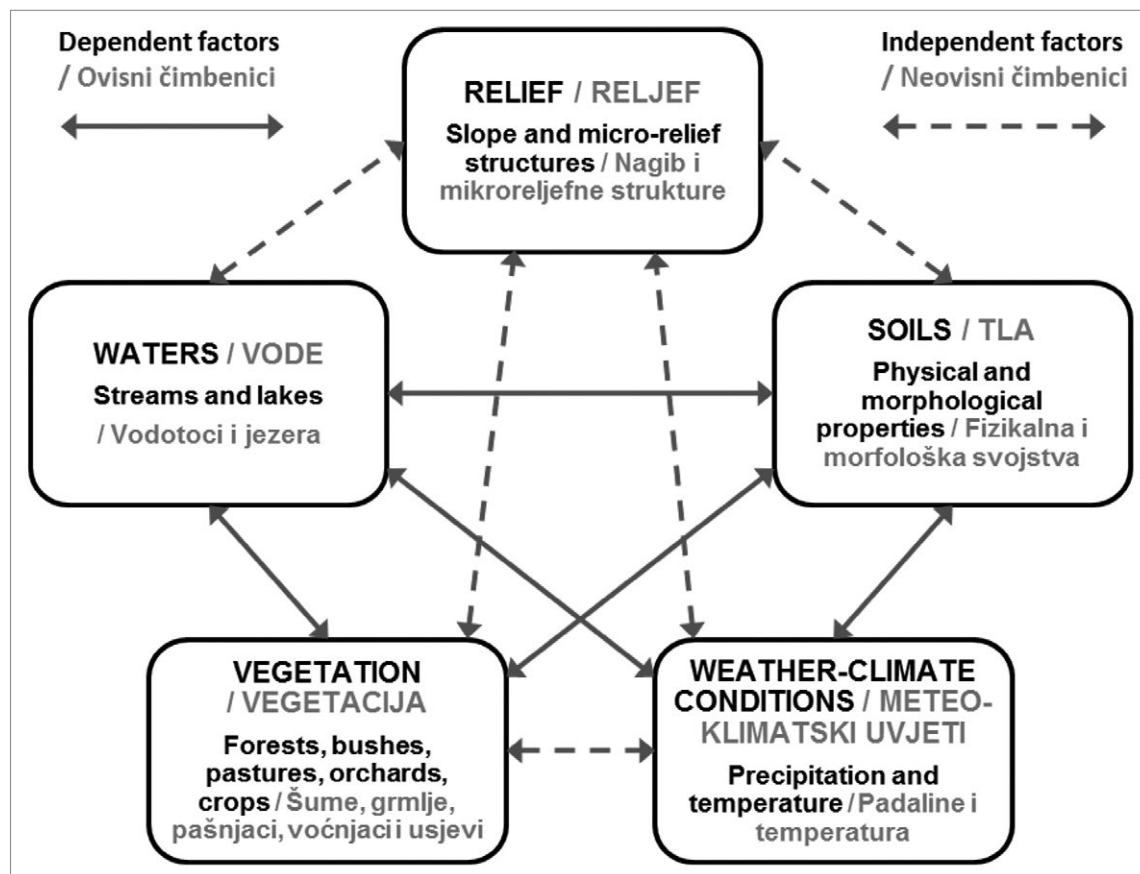 Dependent factors
/ Ovisni čimbenici
Independent factors
/ Neovisni čimbenici
RELIEF / RELJEF
Slope and micro-relief
structures / Nagib i
mikroreljefne strukture
WATERS / VODE
Streams and lakes
/ Vodotoci i jezera
SOILS / TLA
Physical and
morphological
properties / Fizikalna i
morfološka svojstva
VEGETATION
/ VEGETACIJA
Forests, bushes,
pastures, orchards,
crops / Šume, grmlje,
pašnjaci, voćnjaci i usjevi
WEATHER-CLIMATE
CONDITIONS / METEO-
KLIMATSKI UVJETI
Precipitation and
temperature / Padaline i
temperatura